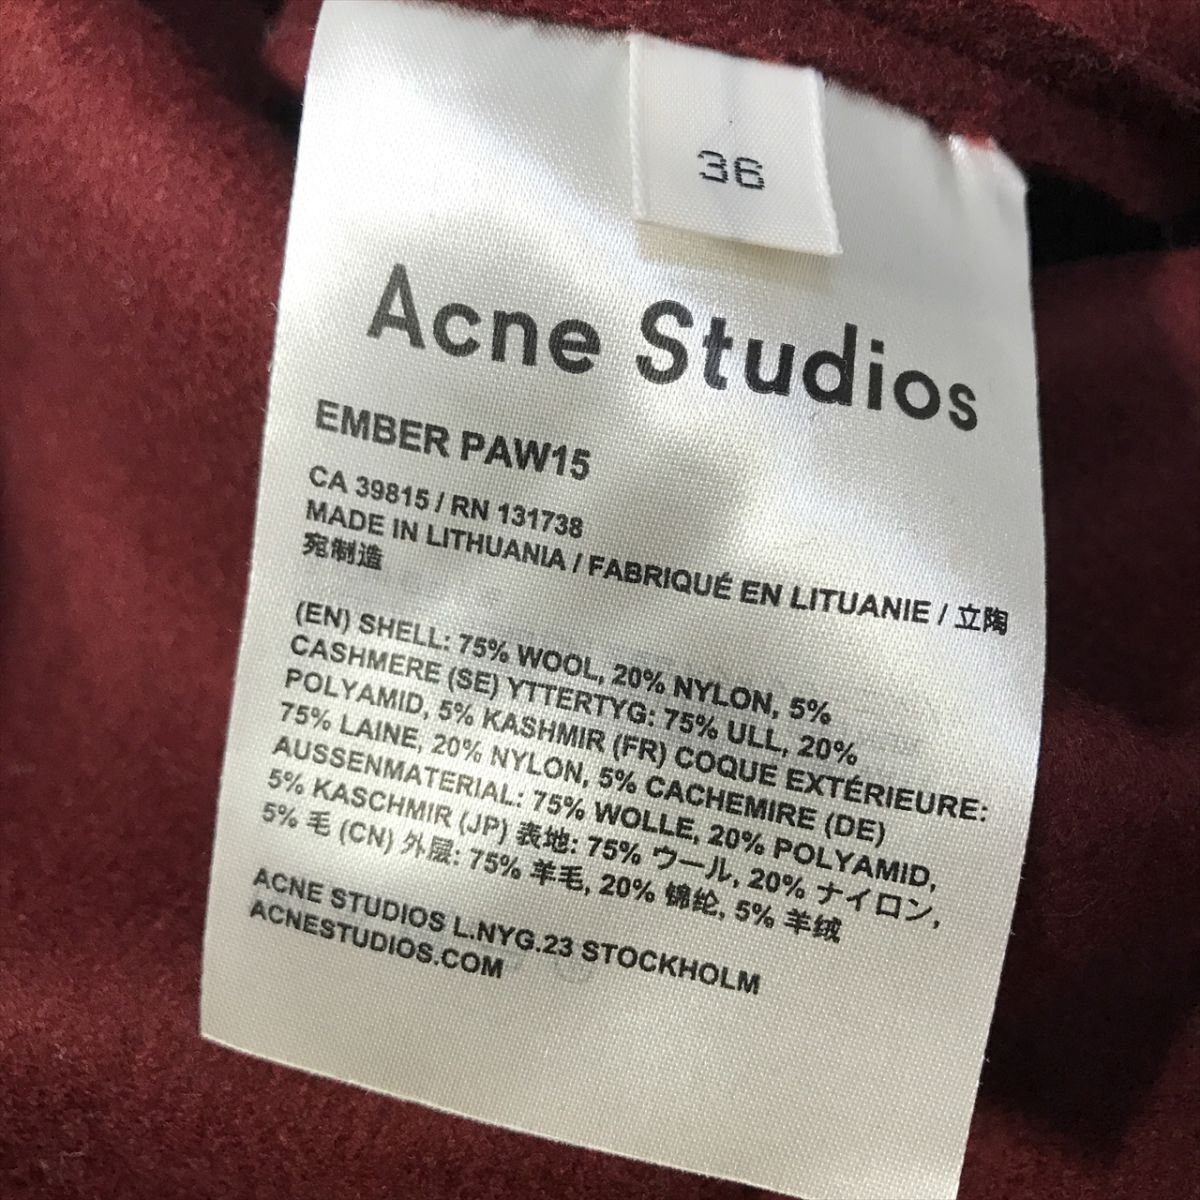 36
Acne Studios
EMBER PAW15
CA 39815 / RN 131738
MADE IN LITHUANIA / FABRIQUÉ EN LITUANIE / 立陶
宛制造
(EN) SHELL: 75% WOOL, 20% NYLON, 5%
CASHMERE (SE) YTTERTYG: 75% ULL, 20%
POLYAMID, 5% KASHMIR (FR) COQUE EXTÉRIEURE:
75% LAINE, 20% NYLON, 5% CACHEMIRE (DE)
AUSSENMATERIAL: 75% WOLLE, 20% POLYAMID,
5% KASCHMIR (JP) 表地: 75% ウール, 20% ナイロン,
5% 毛 (CN) 外层: 75% 羊毛, 20% 锦纶, 5% 羊绒
ACNE STUDIOS L.NYG.23 STOCKHOLM
ACNESTUDIOS.COM